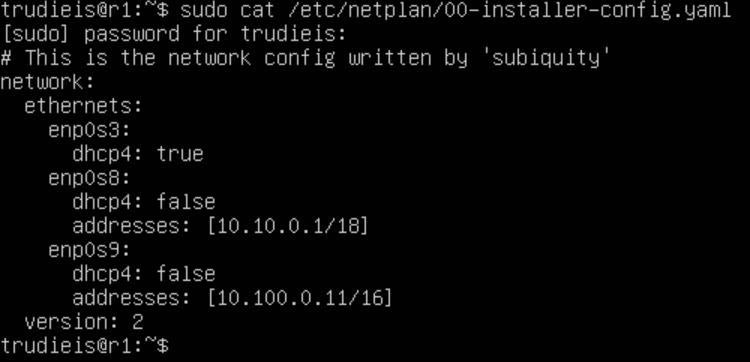 trudieis@r1:~$ sudo cat /etc/netplan/00-installer-config.yaml
[sudo] password for trudieis:
# This is the network config written by 'subiquity'
network:
  ethernets:
    enp0s3:
      dhcp4: true
    enp0s8:
      dhcp4: false
      addresses: [10.10.0.1/18]
    enp0s9:
      dhcp4: false
      addresses: [10.100.0.11/16]
  version: 2
trudieis@r1:~$